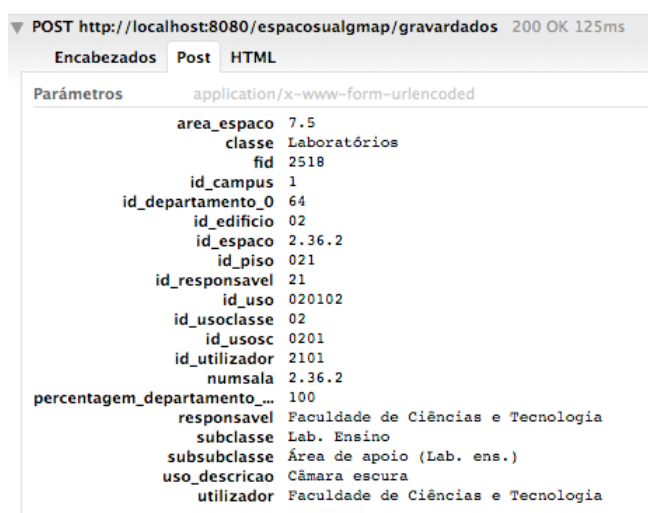 POST http://localhost:8080/espacosualgmap/gravardados 200 OK 125ms
Encabezados Post HTML
Parámetros application/x-www-form-urlencoded
area_espaco 7.5
classe Laboratórios
fid 2518
id_campus 1
id_departamento_0 64
id_edificio 02
id_espaco 2.36.2
id_piso 021
id_responsavel 21
id_uso 020102
id_usoclasse 02
id_usosc 0201
id_utilizador 2101
numsala 2.36.2
percentagem_departamento_... 100
responsavel Faculdade de Ciências e Tecnologia
subclasse Lab. Ensino
subsubclasse Área de apoio (Lab. ens.)
uso_descricao Câmara escura
utilizador Faculdade de Ciências e Tecnologia